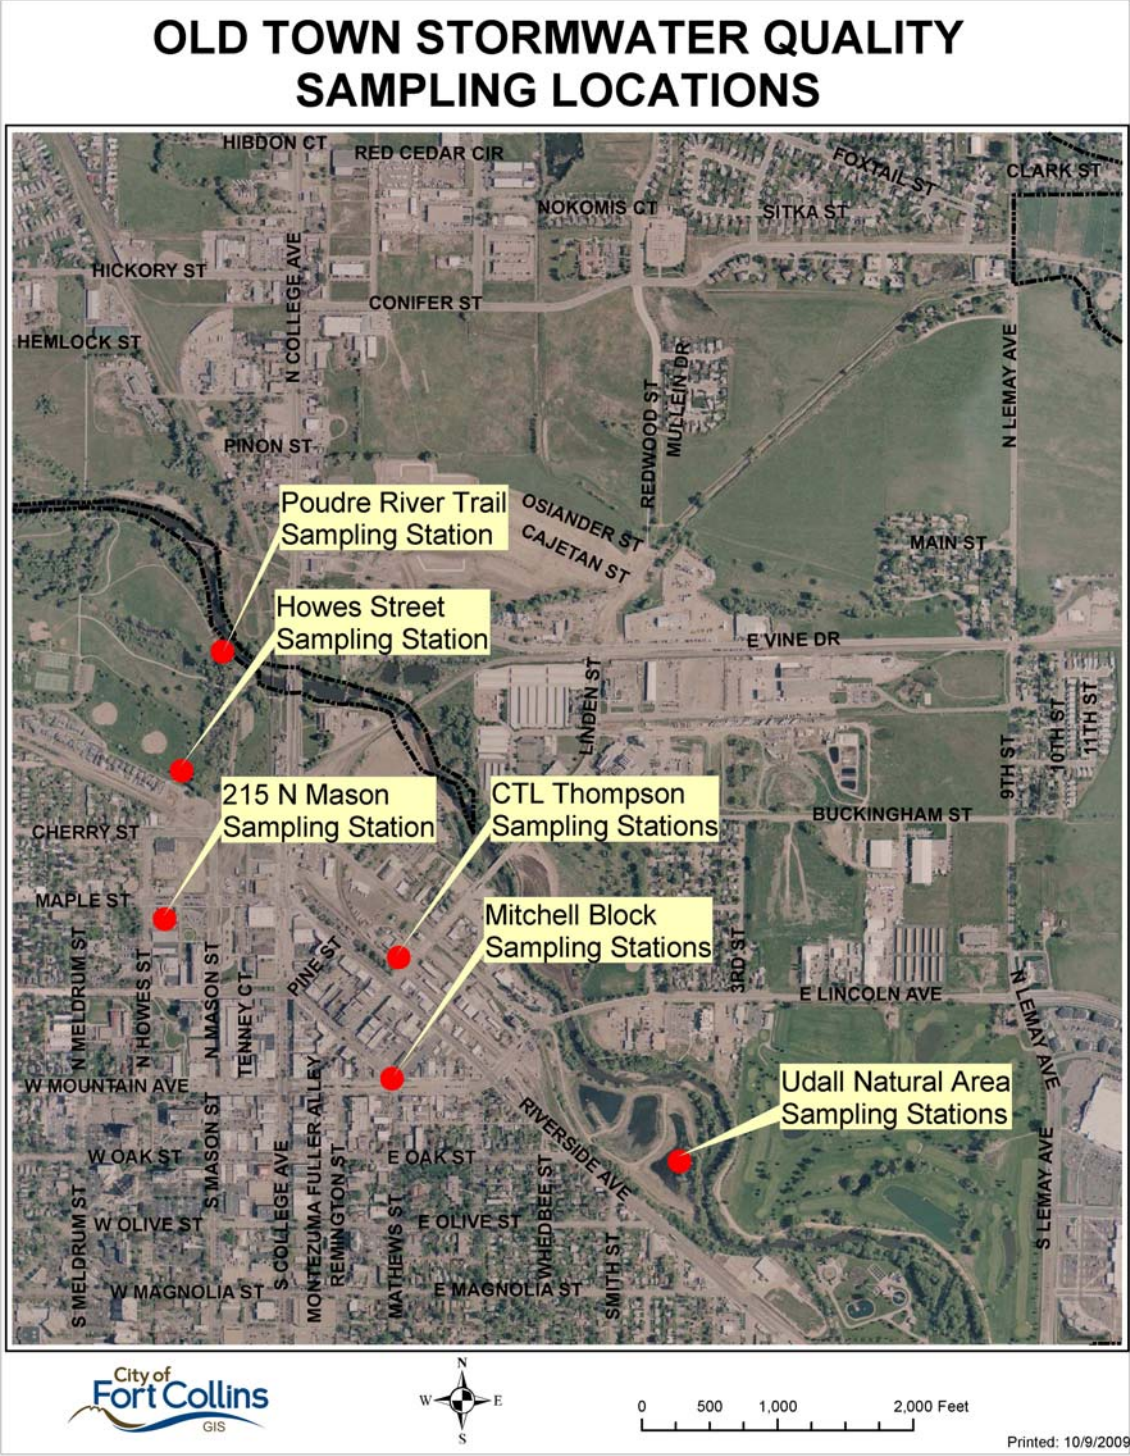 OLD TOWN STORMWATER QUALITY
SAMPLING LOCATIONS
HIBDON CT
RED CEDAR CIR
FOXTAIL ST
CLARK ST
NOKOMIS CT
SITKA ST
HICKORY ST
N COLLEGE AVE
CONIFER ST
HEMLOCK ST
N LEMAY AVE
MULLEIN DR
REDWOOD ST
PINON ST
Poudre River Trail
Sampling Station
OSIANDER ST
CAJETAN ST
MAIN ST
Howes Street
Sampling Station
E VINE DR
LINDEN ST
10TH ST
11TH ST
9TH ST
215 N Mason
Sampling Station
CTL Thompson
Sampling Stations
BUCKINGHAM ST
CHERRY ST
MAPLE ST
Mitchell Block
Sampling Stations
N MELDRUM ST
N HOWES ST
N MASON ST
TENNEY CT
PINE ST
3RD ST
E LINCOLN AVE
N LEMAY AVE
W MOUNTAIN AVE
Udall Natural Area
Sampling Stations
RIVERSIDE AVE
W OAK ST
S MASON ST
E OAK ST
S COLLEGE AVE
MONTEZUMA FULLER ALLEY
REMINGTON ST
MATHEWS ST
WHEDBEE ST
SMITH ST
S LEMAY AVE
S MELDRUM ST
W OLIVE ST
E OLIVE ST
W MAGNOLIA ST
E MAGNOLIA ST
City of
Fort Collins
GIS
N
W
E
S
0 500 1,000 2,000 Feet
Printed: 10/9/2009